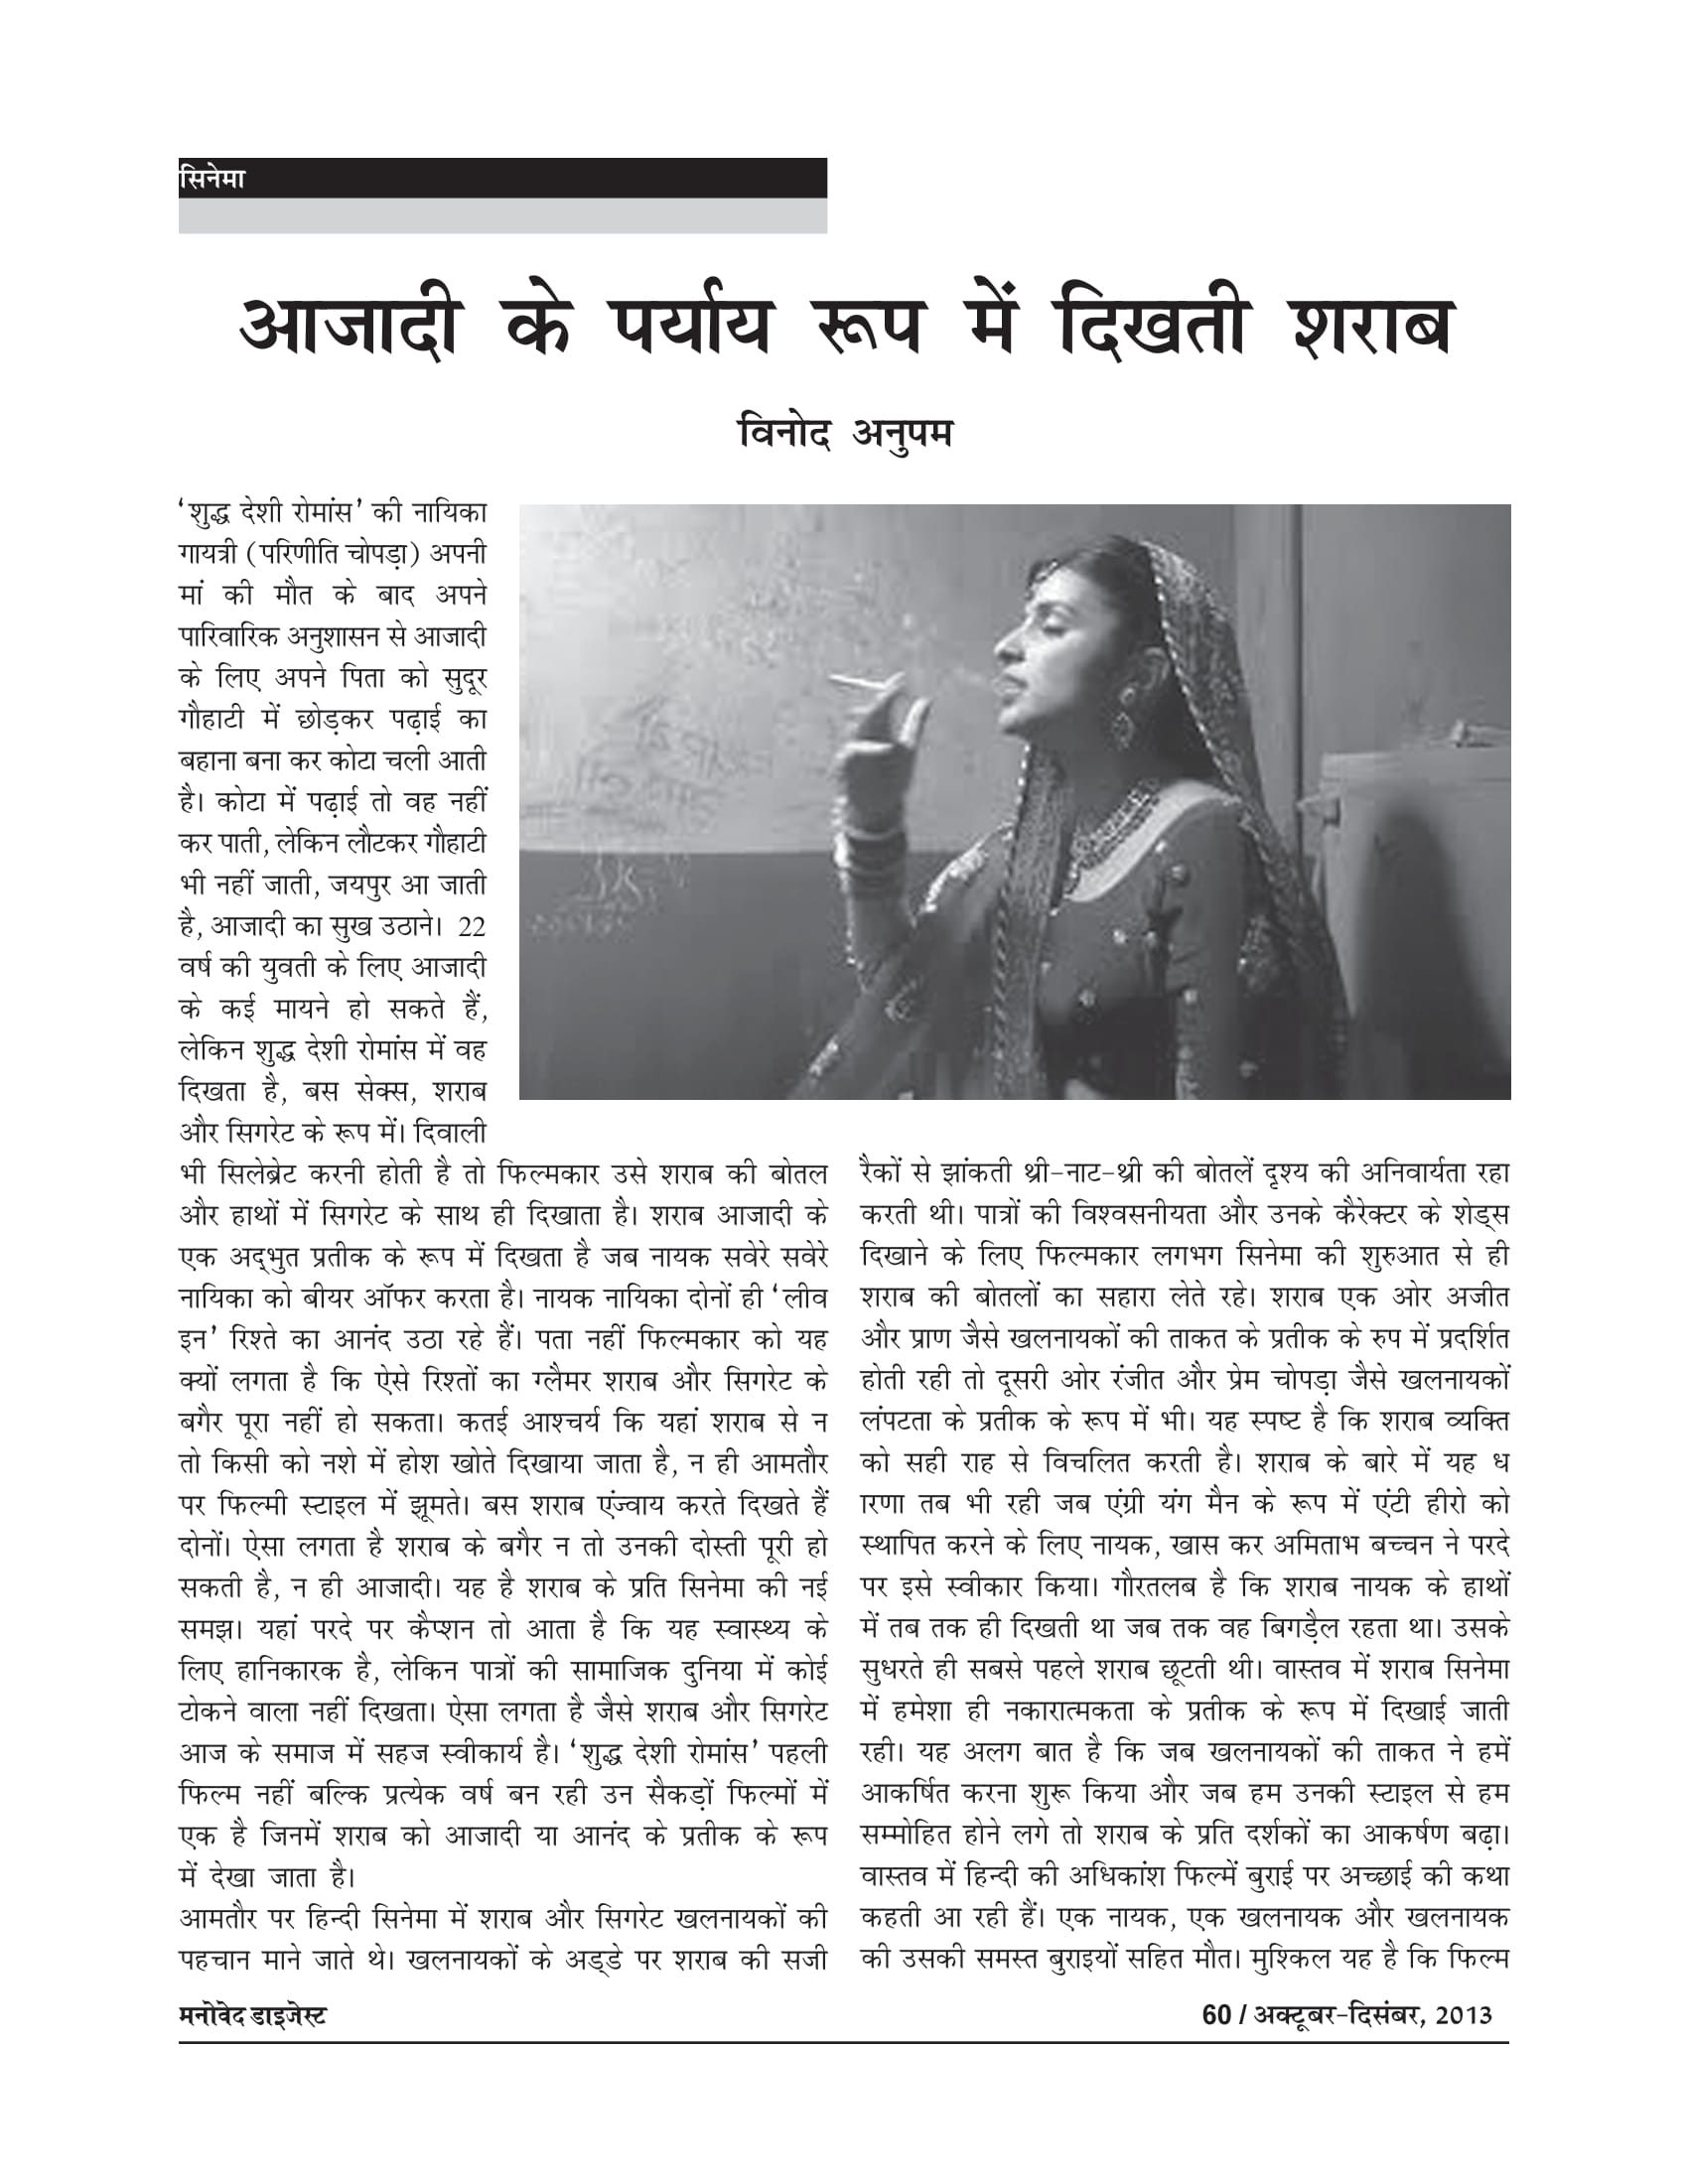 सिनेमा
आजादी के पर्याय रूप में दिखती शराब
विनोद अनुपम
‘शुद्ध देशी रोमांस’ की नायिका
गायत्री (परिणीति चोपड़ा) अपनी
मां की मौत के बाद अपने
पारिवारिक अनुशासन से आजादी
के लिए अपने पिता को सुदूर
गौहाटी में छोड़कर पढ़ाई का
बहाना बना कर कोटा चली आती
है। कोटा में पढ़ाई तो वह नहीं
कर पाती, लेकिन लौटकर गौहाटी
भी नहीं जाती, जयपुर आ जाती
है, आजादी का सुख उठाने। 22
वर्ष की युवती के लिए आजादी
के कई मायने हो सकते हैं,
लेकिन शुद्ध देशी रोमांस में वह
दिखता है, बस सेक्स, शराब
और सिगरेट के रूप में। दिवाली
भी सिलेब्रेट करनी होती है तो फिल्मकार उसे शराब की बोतल
और हाथों में सिगरेट के साथ ही दिखाता है। शराब आजादी के
एक अद्भुत प्रतीक के रूप में दिखता है जब नायक सवेरे सवेरे
नायिका को बीयर ऑफर करता है। नायक नायिका दोनों ही ‘लीव
इन’ रिश्ते का आनंद उठा रहे हैं। पता नहीं फिल्मकार को यह
क्यों लगता है कि ऐसे रिश्तों का ग्लैमर शराब और सिगरेट के
बगैर पूरा नहीं हो सकता। कतई आश्चर्य कि यहां शराब से न
तो किसी को नशे में होश खोते दिखाया जाता है, न ही आमतौर
पर फिल्मी स्टाइल में झूमते। बस शराब एंज्वाय करते दिखते हैं
दोनों। ऐसा लगता है शराब के बगैर न तो उनकी दोस्ती पूरी हो
सकती है, न ही आजादी। यह है शराब के प्रति सिनेमा की नई
समझ। यहां परदे पर कैप्शन तो आता है कि यह स्वास्थ्य के
लिए हानिकारक है, लेकिन पात्रों की सामाजिक दुनिया में कोई
टोकने वाला नहीं दिखता। ऐसा लगता है जैसे शराब और सिगरेट
आज के समाज में सहज स्वीकार्य है। ‘शुद्ध देशी रोमांस’ पहली
फिल्म नहीं बल्कि प्रत्येक वर्ष बन रही उन सैकड़ों फिल्मों में
एक है जिनमें शराब को आजादी या आनंद के प्रतीक के रूप
में देखा जाता है।
आमतौर पर हिन्दी सिनेमा में शराब और सिगरेट खलनायकों की
पहचान माने जाते थे। खलनायकों के अड्डे पर शराब की सजी
रैकों से झांकती थ्री-नाट-थ्री की बोतलें दृश्य की अनिवार्यता रहा
करती थी। पात्रों की विश्वसनीयता और उनके कैरेक्टर के शेड्स
दिखाने के लिए फिल्मकार लगभग सिनेमा की शुरुआत से ही
शराब की बोतलों का सहारा लेते रहे। शराब एक ओर अजीत
और प्राण जैसे खलनायकों की ताकत के प्रतीक के रुप में प्रदर्शित
होती रही तो दूसरी ओर रंजीत और प्रेम चोपड़ा जैसे खलनायकों
लंपटता के प्रतीक के रूप में भी। यह स्पष्ट है कि शराब व्यक्ति
को सही राह से विचलित करती है। शराब के बारे में यह ध
ारणा तब भी रही जब एंग्री यंग मैन के रूप में एंटी हीरो को
स्थापित करने के लिए नायक, खास कर अमिताभ बच्चन ने परदे
पर इसे स्वीकार किया। गौरतलब है कि शराब नायक के हाथों
में तब तक ही दिखती था जब तक वह बिगड़ैल रहता था। उसके
सुधरते ही सबसे पहले शराब छूटती थी। वास्तव में शराब सिनेमा
में हमेशा ही नकारात्मकता के प्रतीक के रूप में दिखाई जाती
रही। यह अलग बात है कि जब खलनायकों की ताकत ने हमें
आकर्षित करना शुरू किया और जब हम उनकी स्टाइल से हम
सम्मोहित होने लगे तो शराब के प्रति दर्शकों का आकर्षण बढ़ा।
वास्तव में हिन्दी की अधिकांश फिल्में बुराई पर अच्छाई की कथा
कहती आ रही हैं। एक नायक, एक खलनायक और खलनायक
की उसकी समस्त बुराइयों सहित मौत। मुश्किल यह है कि फिल्म
मनोवेद डाइजेस्ट
60 / अक्टूबर-दिसंबर, 2013